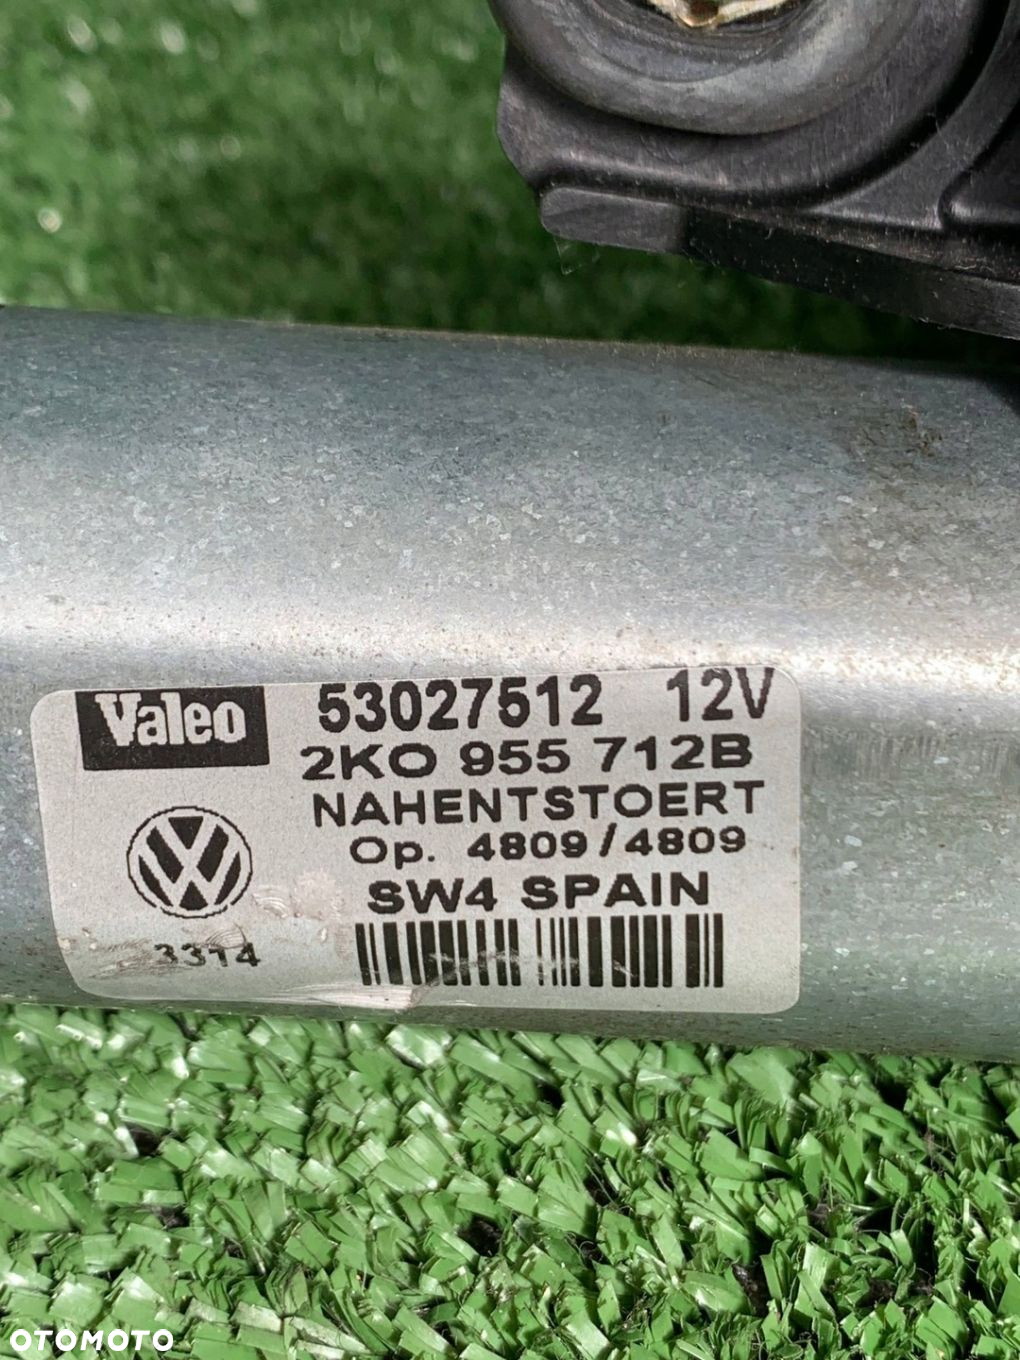 Valeo 53027512 12V
2KO 955 712B
NAHENTSTOERT
Op. 4809/4809
SW4 SPAIN
3314
OTOMOTO